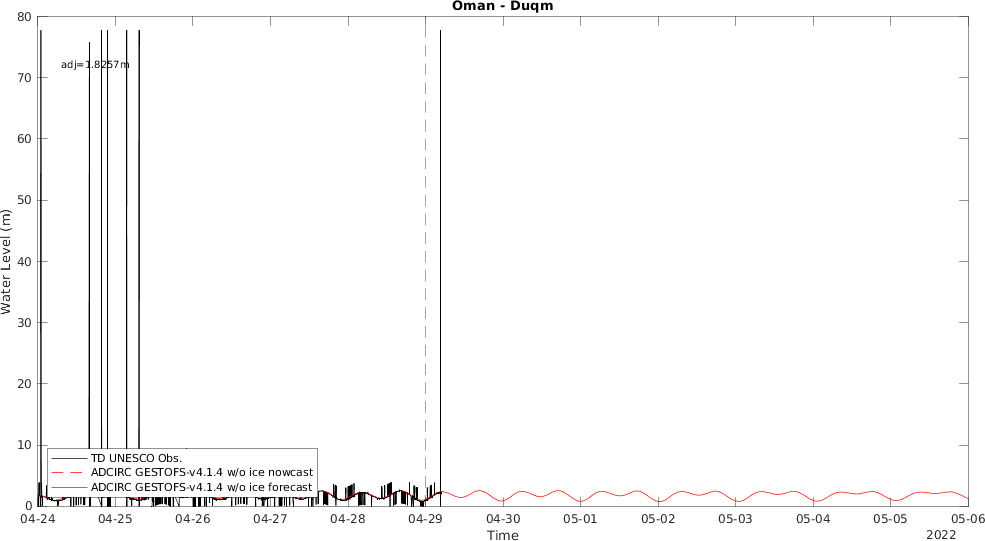 Oman - Duqm
80
70
60
50
40
30
20
10
0
Water Level (m)
adj=1.8257m
TD UNESCO Obs.
ADCIRC GESTOFS-v4.1.4 w/o ice nowcast
ADCIRC GESTOFS-v4.1.4 w/o ice forecast
04-24 04-25 04-26 04-27 04-28 04-29 04-30 05-01 05-02 05-03 05-04 05-05 05-06
Time
2022